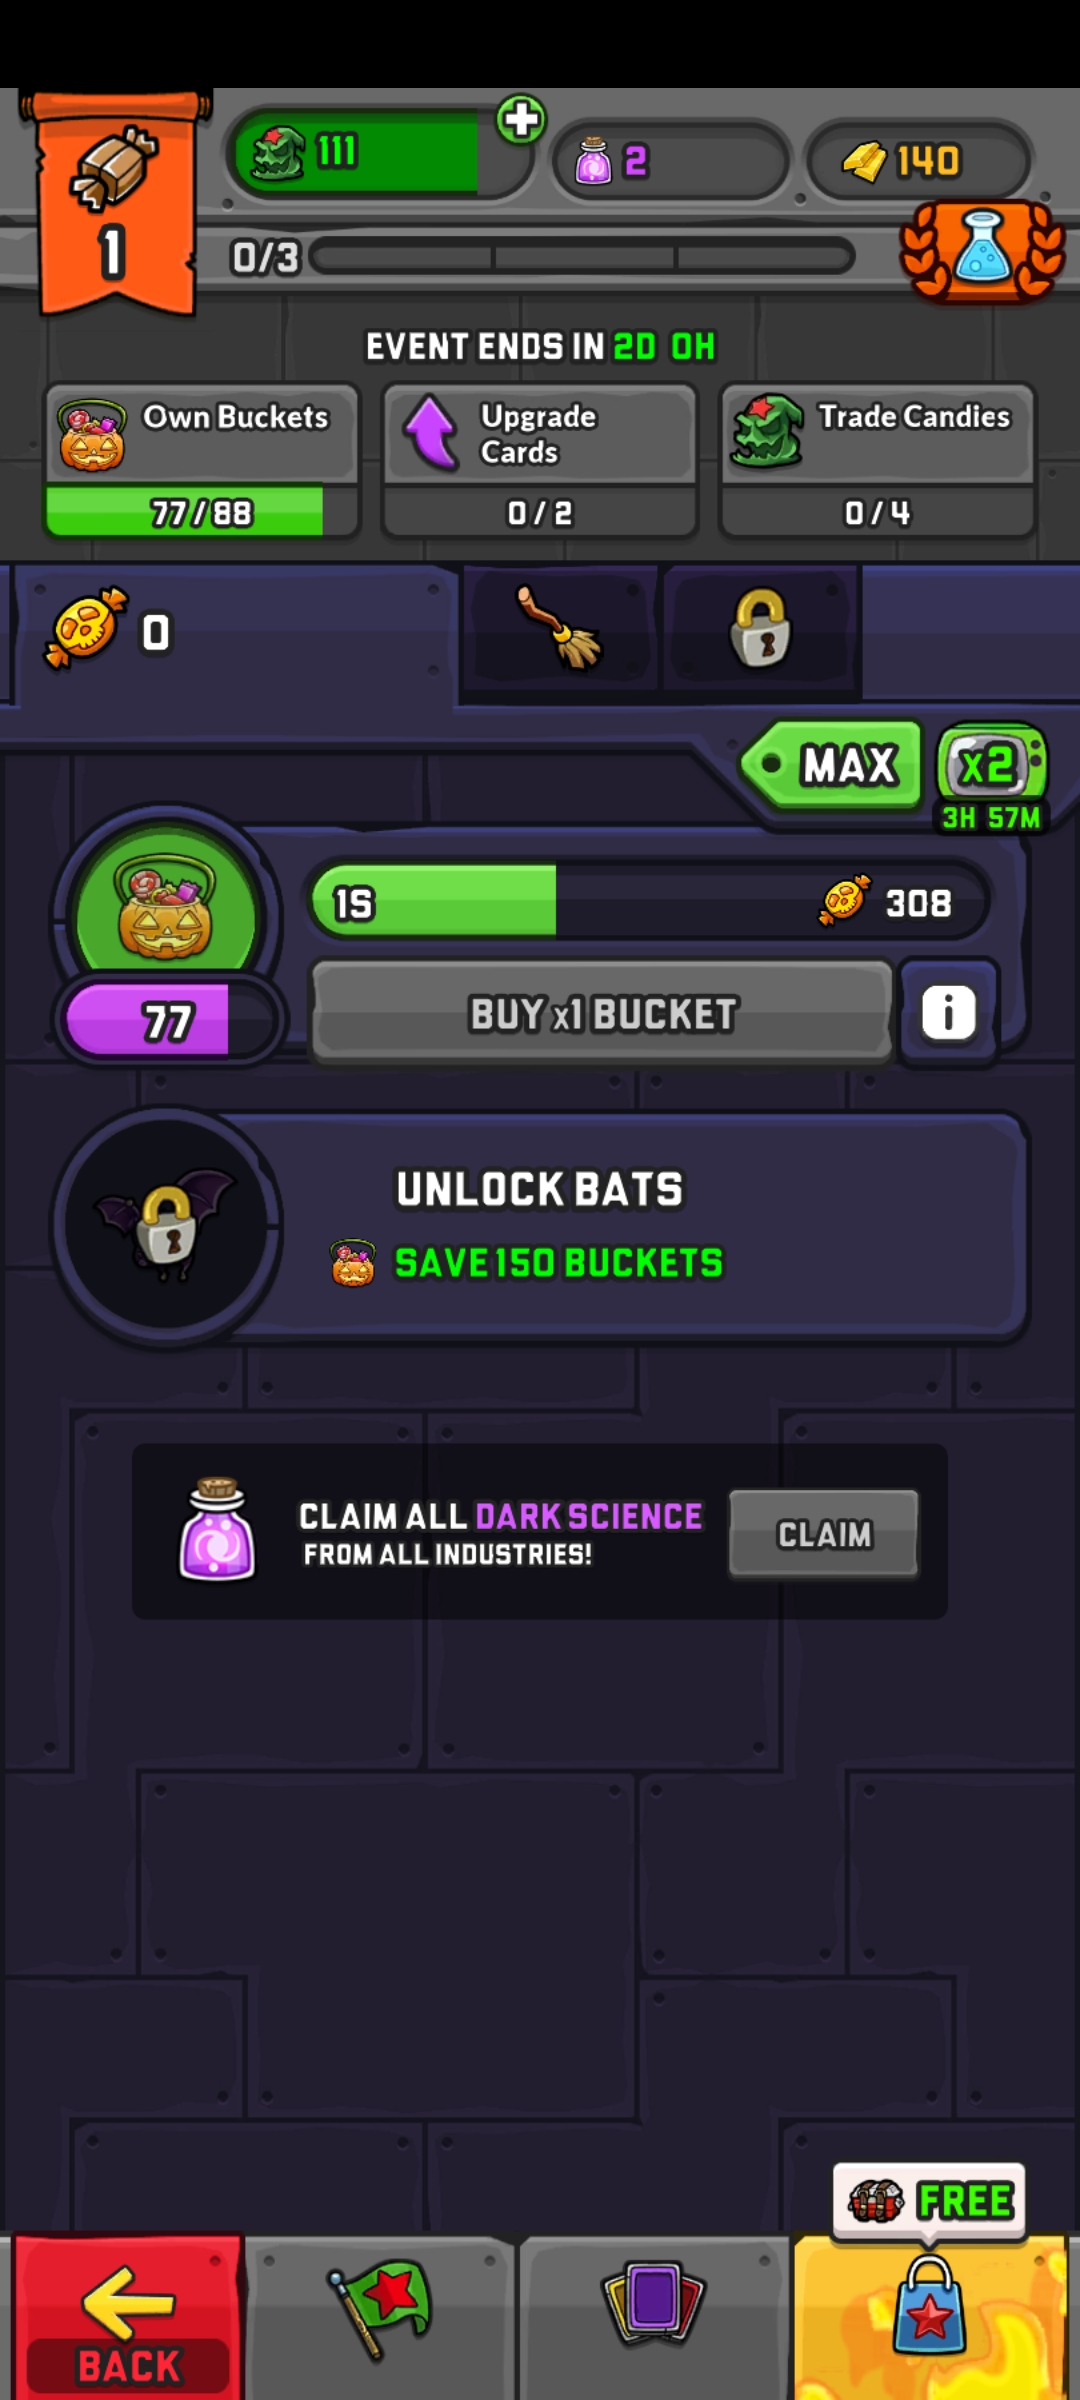 111
2
140
1
0/3
EVENT ENDS IN 2D 0H
Own Buckets
77/88
Upgrade
Cards
0/2
Trade Candies
0/4
0
MAX
x2
3H 57M
1S
308
77
BUY x1 BUCKET
i
UNLOCK BATS
SAVE 150 BUCKETS
CLAIM ALL DARK SCIENCE
FROM ALL INDUSTRIES!
CLAIM
FREE
BACK